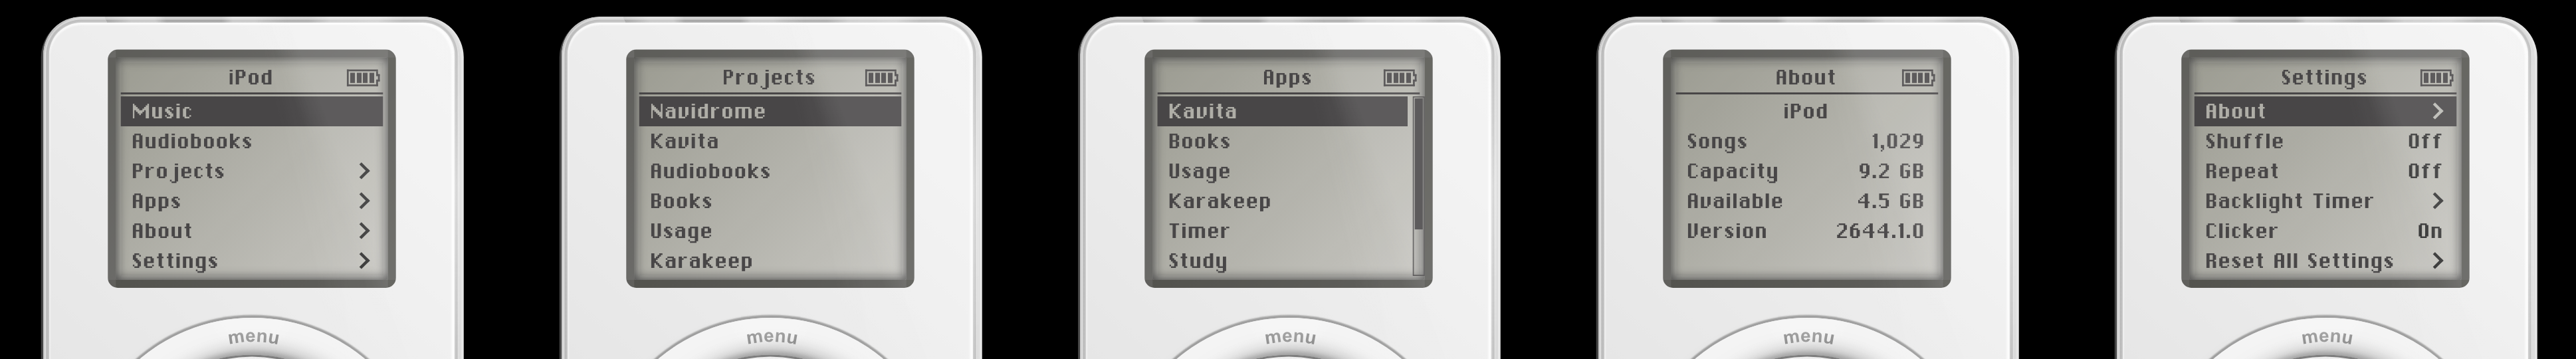 iPod
Music
Audiobooks
Projects
Apps
About
Settings
menu
Projects
Navidrome
Kavita
Audiobooks
Books
Usage
Karakeep
menu
Apps
Kavita
Books
Usage
Karakeep
Timer
Study
menu
About
iPod
Songs 1,029
Capacity 9.2 GB
Available 4.5 GB
Version 2644.1.0
menu
Settings
About
Shuffle Off
Repeat Off
Backlight Timer
Clicker On
Reset All Settings
menu